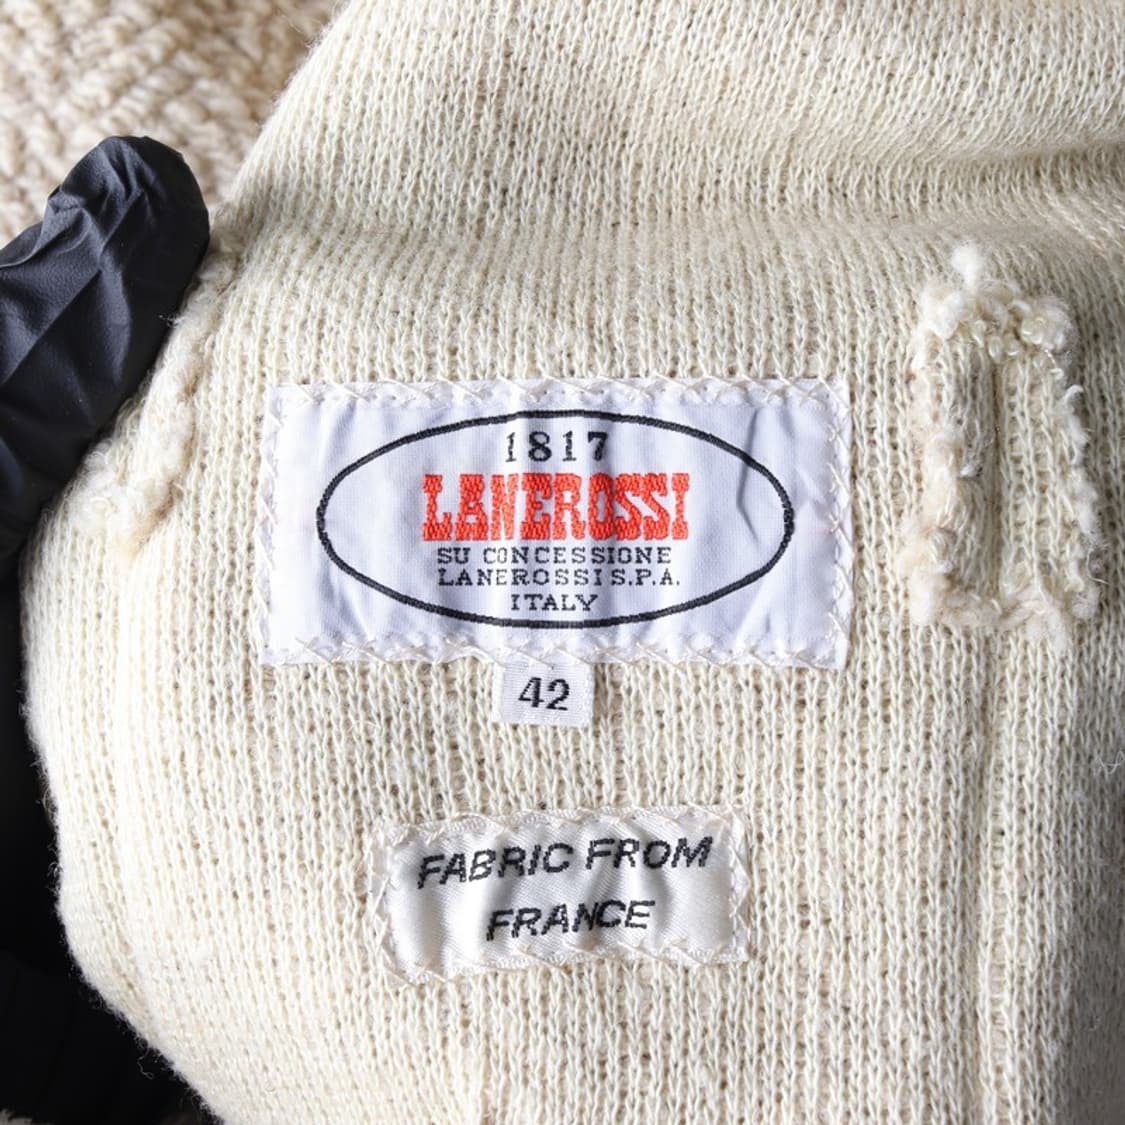 1817
LANEROSSI
SU CONCESSIONE
LANEROSSI S.P.A.
ITALY
42
FABRIC FROM
FRANCE